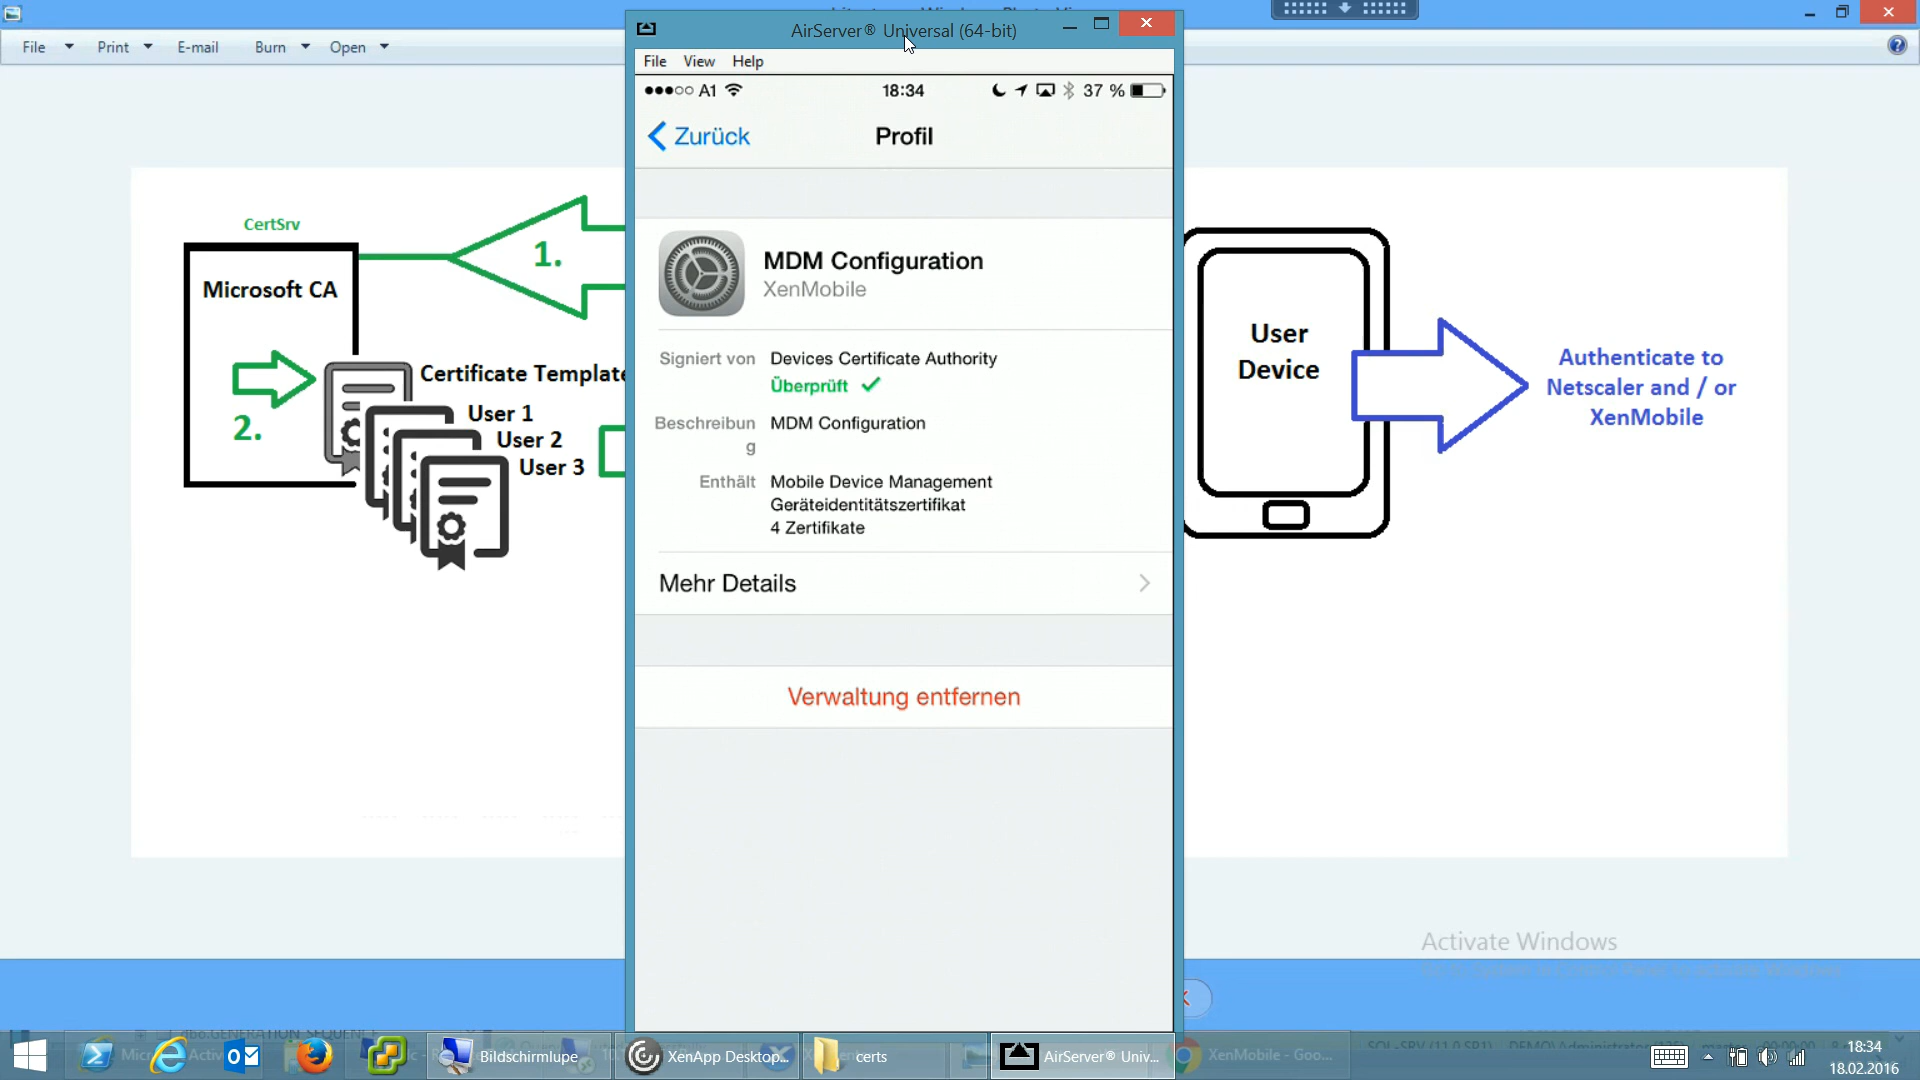 AirServer® Universal (64-bit)
File Print E-mail Burn Open
File View Help
A1 18:34 37 %
Zurück Profil
MDM Configuration
XenMobile
Signiert von Devices Certificate Authority
Überprüft
Beschreibun
g
MDM Configuration
Enthält Mobile Device Management
Geräteidentitätszertifikat
4 Zertifikate
Mehr Details
Verwaltung entfernen
CertSrv
1.
Microsoft CA
2.
Certificate Template
User 1
User 2
User 3
User
Device
Authenticate to
Netscaler and / or
XenMobile
Activate Windows
dbo.GENERATION_SEQUENCE
Bildschirmlupe
XenApp Desktop...
certs
AirServer® Univ...
XenMobile - Goo...
18:34
18.02.2016